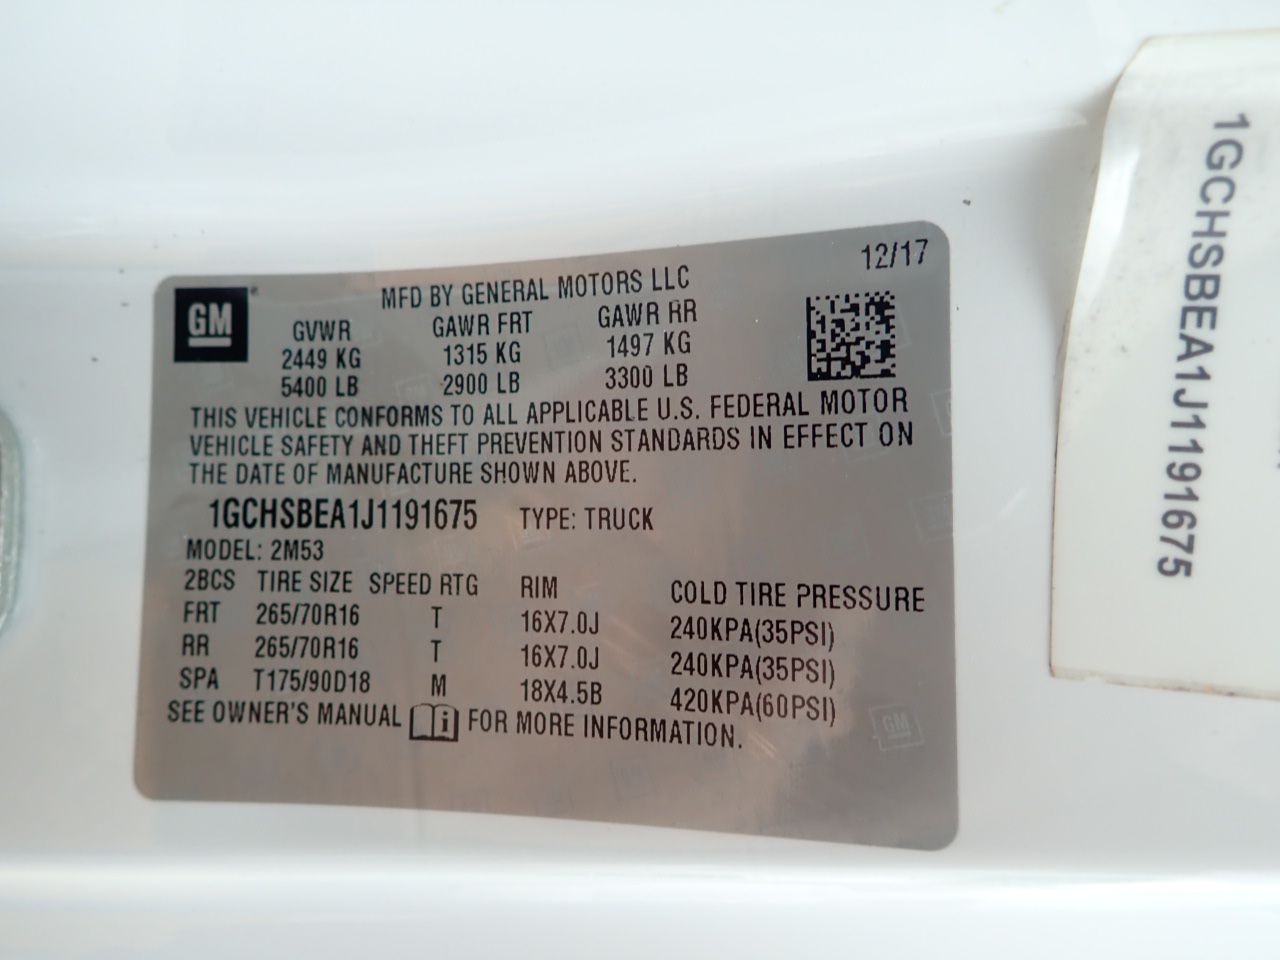 12/17
GM
MFD BY GENERAL MOTORS LLC
GVWR GAWR FRT GAWR RR
2449 KG 1315 KG 1497 KG
5400 LB 2900 LB 3300 LB
THIS VEHICLE CONFORMS TO ALL APPLICABLE U.S. FEDERAL MOTOR
VEHICLE SAFETY AND THEFT PREVENTION STANDARDS IN EFFECT ON
THE DATE OF MANUFACTURE SHOWN ABOVE.
1GCHSBEA1J1191675 TYPE: TRUCK
MODEL: 2M53
2BCS TIRE SIZE SPEED RTG RIM COLD TIRE PRESSURE
FRT 265/70R16 T 16X7.0J 240KPA(35PSI)
RR 265/70R16 T 16X7.0J 240KPA(35PSI)
SPA T175/90D18 M 18X4.5B 420KPA(60PSI)
SEE OWNER'S MANUAL i FOR MORE INFORMATION.
GM
1GCHSBEA1J1191675